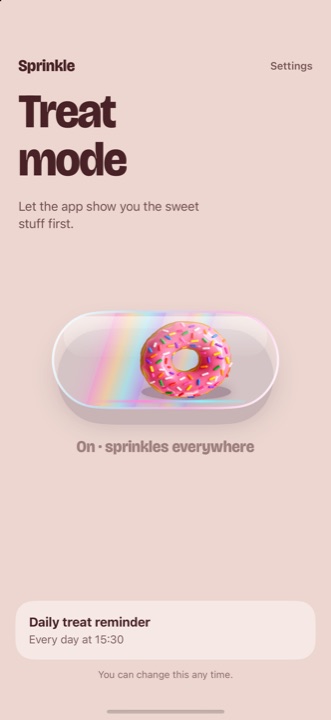 Sprinkle
Settings
Treat
mode
Let the app show you the sweet
stuff first.
On · sprinkles everywhere
Daily treat reminder
Every day at 15:30
You can change this any time.